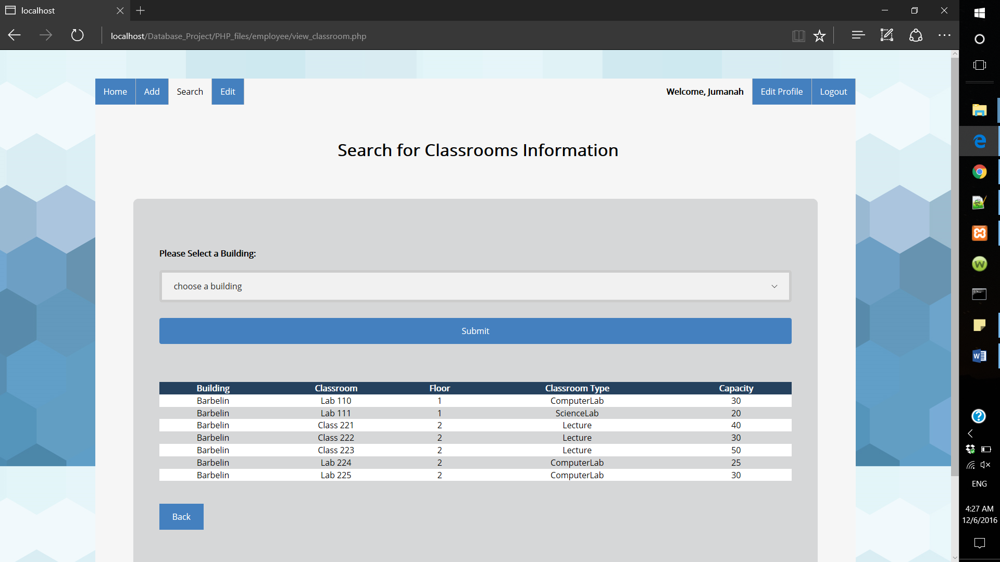 localhost
localhost/Database_Project/PHP_files/employee/view_classroom.php
Home Add Search Edit Welcome, Jumanah Edit Profile Logout
Search for Classrooms Information
Please Select a Building:
choose a building
Submit
Building Classroom Floor Classroom Type Capacity
Barbelin Lab 110 1 ComputerLab 30
Barbelin Lab 111 1 ScienceLab 20
Barbelin Class 221 2 Lecture 40
Barbelin Class 222 2 Lecture 30
Barbelin Class 223 2 Lecture 50
Barbelin Lab 224 2 ComputerLab 25
Barbelin Lab 225 2 ComputerLab 30
Back
ENG
4:27 AM
12/6/2016